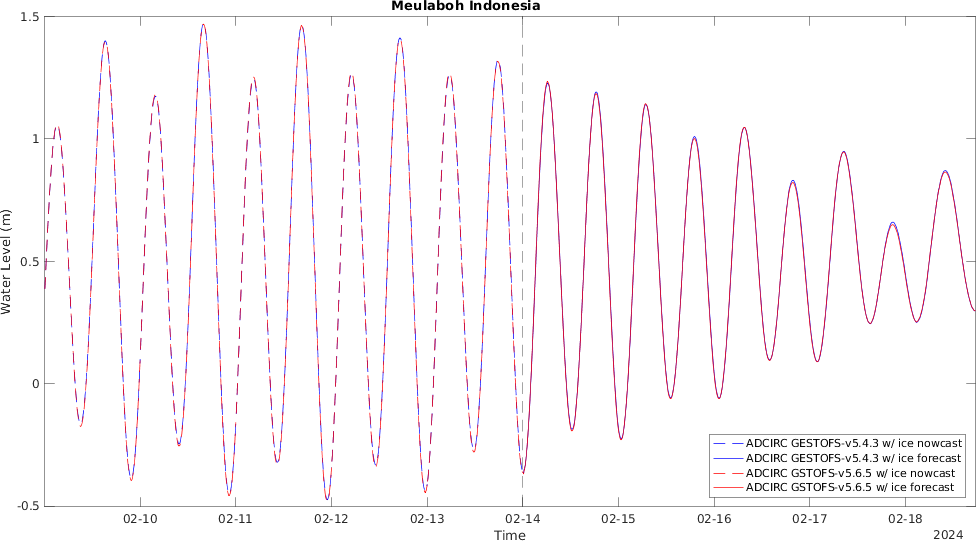 Meulaboh Indonesia
1.5
1
0.5
0
-0.5
Water Level (m)
02-10 02-11 02-12 02-13 02-14 02-15 02-16 02-17 02-18
Time
2024
ADCIRC GESTOFS-v5.4.3 w/ ice nowcast
ADCIRC GESTOFS-v5.4.3 w/ ice forecast
ADCIRC GSTOFS-v5.6.5 w/ ice nowcast
ADCIRC GSTOFS-v5.6.5 w/ ice forecast